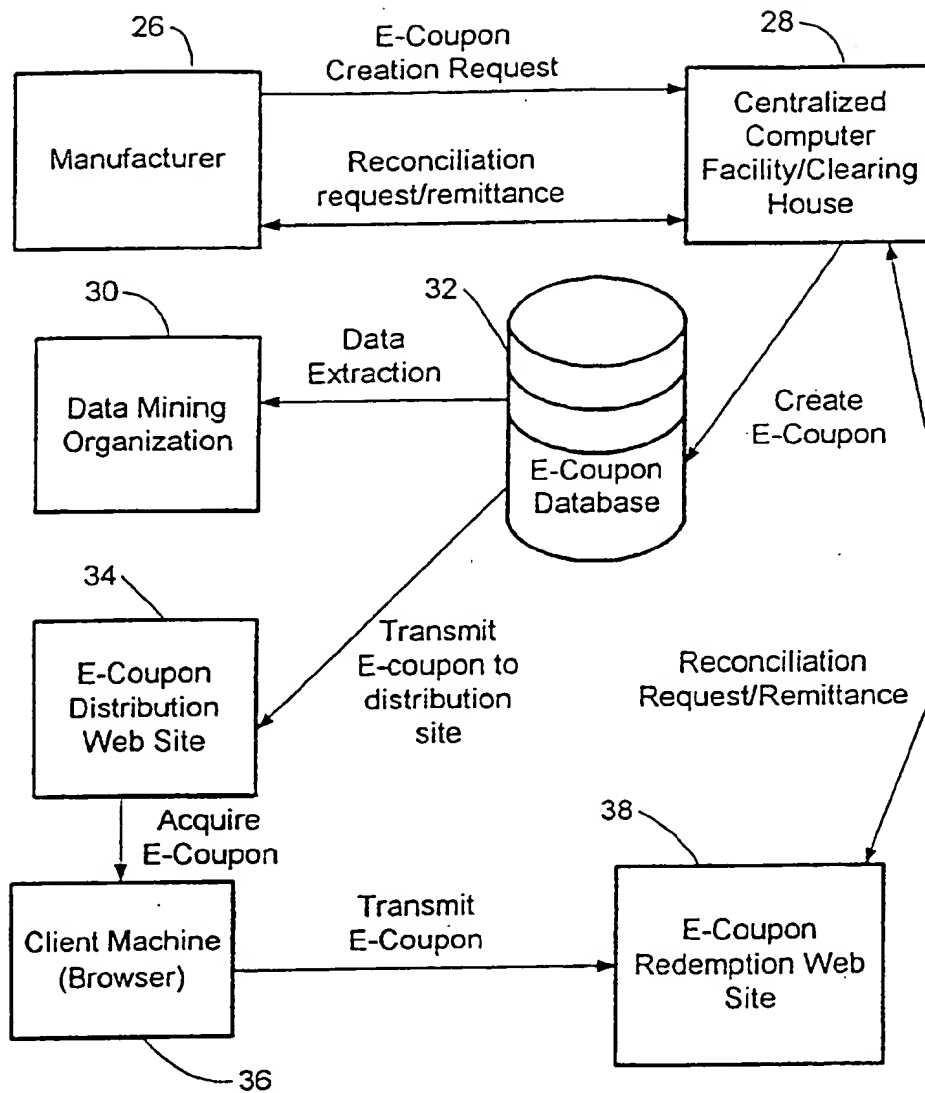 26
E-Coupon
Creation Request
28
Manufacturer
Centralized
Computer
Facility/Clearing
House
Reconciliation
request/remittance
30
32
Data
Extraction
Data Mining
Organization
Create
E-Coupon
E-Coupon
Database
34
E-Coupon
Distribution
Web Site
Transmit
E-coupon to
distribution
site
Reconciliation
Request/Remittance
Acquire
E-Coupon
38
Client Machine
(Browser)
Transmit
E-Coupon
E-Coupon
Redemption Web
Site
36